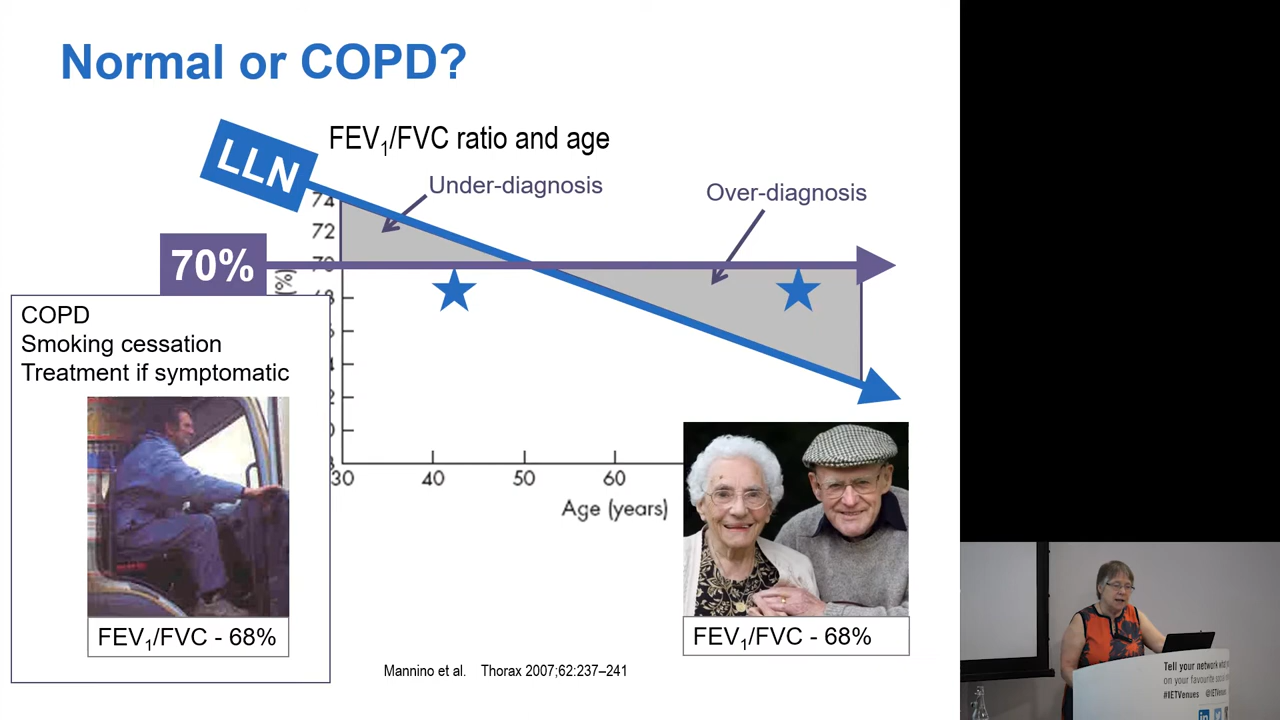 Normal or COPD?
FEV1/FVC ratio and age
LLN
Under-diagnosis
Over-diagnosis
74
72
70%
(%)
COPD
Smoking cessation
Treatment if symptomatic
30
40
50
60
Age (years)
FEV1/FVC - 68%
FEV1/FVC - 68%
Mannino et al. Thorax 2007;62:237–241
Tell your network
on your favourite
#IETVenues @IETVenues